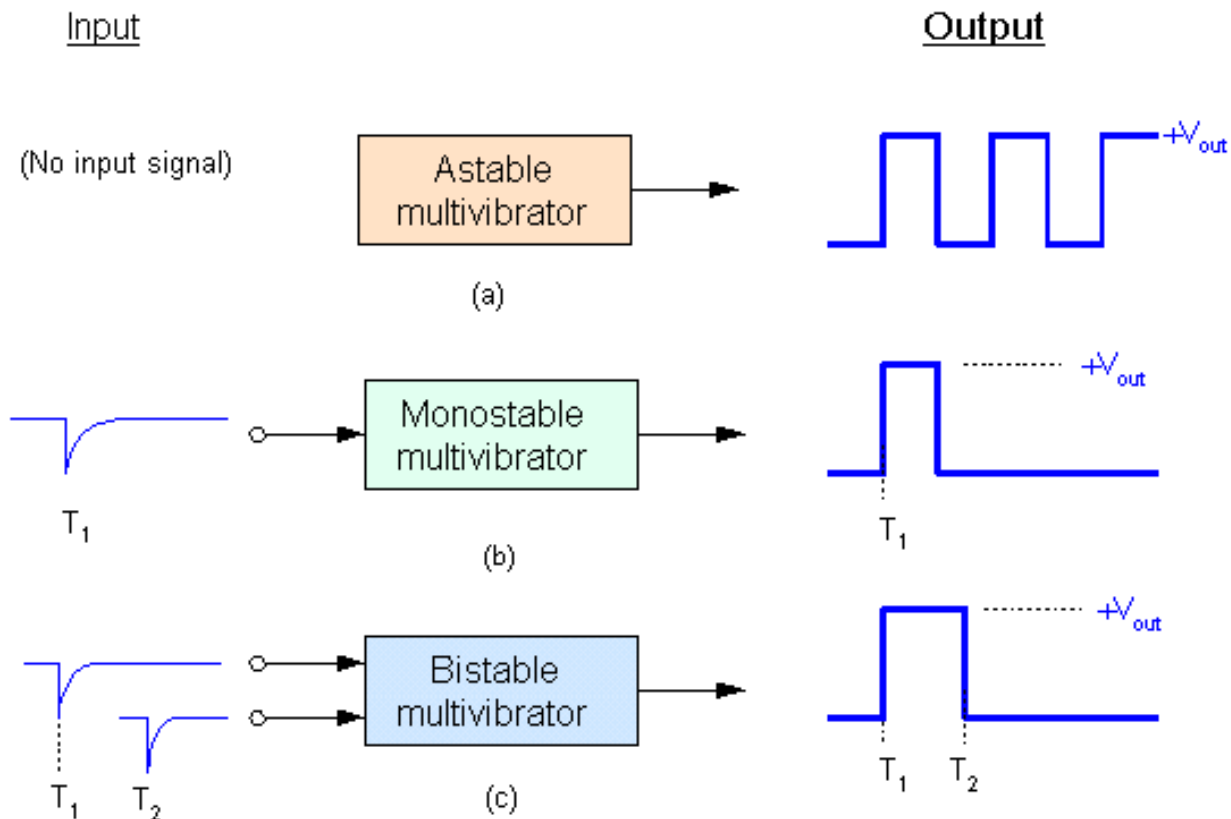 Input
Output
(No input signal)
Astable
multivibrator
+Vout
(a)
Monostable
multivibrator
+Vout
T1
T1
(b)
Bistable
multivibrator
+Vout
T1
T2
T1
T2
(c)